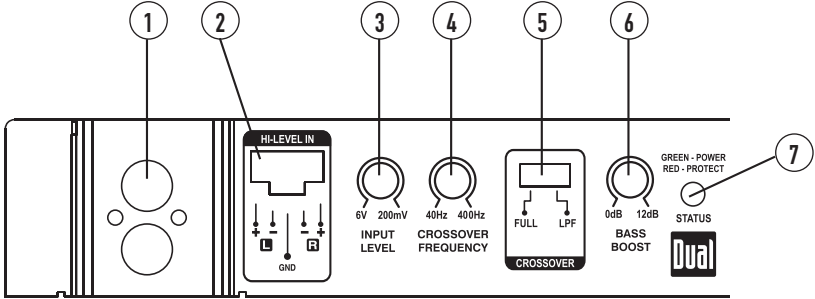 1
2
3
4
5
6
7
HI-LEVEL IN
+ - - +
L R
GND
6V 200mV
INPUT
LEVEL
40Hz 400Hz
CROSSOVER
FREQUENCY
FULL LPF
CROSSOVER
0dB 12dB
BASS
BOOST
GREEN - POWER
RED - PROTECT
STATUS
Dual